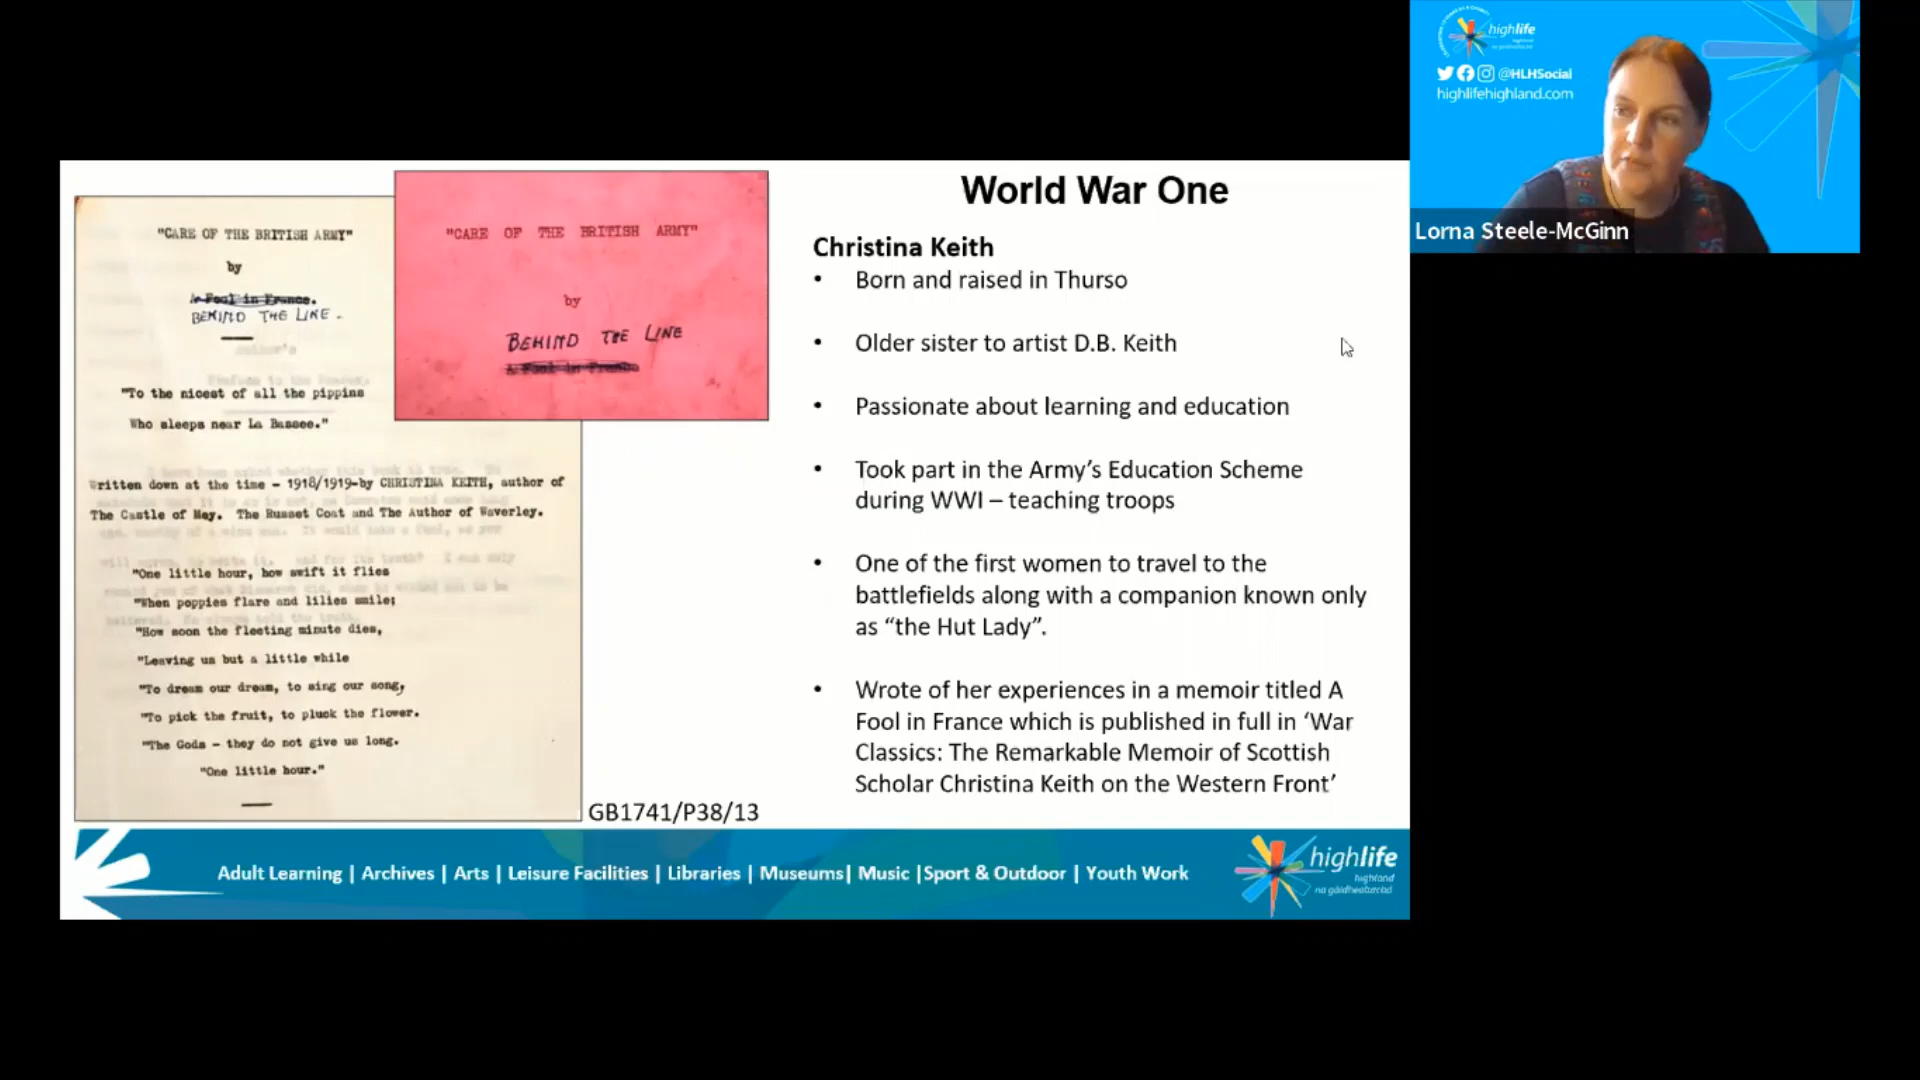 "CARE OF THE BRITISH ARMY"
by
A Fool in France.
BEHIND THE LINE -
"To the nicest of all the pippins
Who sleeps near La Bassee."
Written down at the time - 1918/1919-by CHRISTINA KEITH, author of
The Castle of Mey. The Russet Coat and The Author of Waverley.
"One little hour, how swift it flies
"When poppies flare and lilies smile;
"How soon the fleeting minute dies,
"Leaving us but a little while
"To dream our dream, to sing our song,
"To pick the fruit, to pluck the flower.
"The Gods - they do not give us long.
"One little hour."
"CARE OF THE BRITISH ARMY"
by
BEHIND THE LINE
A Fool in France
GB1741/P38/13
World War One
Christina Keith
• Born and raised in Thurso
• Older sister to artist D.B. Keith
• Passionate about learning and education
• Took part in the Army's Education Scheme
during WWI – teaching troops
• One of the first women to travel to the
battlefields along with a companion known only
as “the Hut Lady”.
• Wrote of her experiences in a memoir titled A
Fool in France which is published in full in ‘War
Classics: The Remarkable Memoir of Scottish
Scholar Christina Keith on the Western Front’
Adult Learning | Archives | Arts | Leisure Facilities | Libraries | Museums| Music |Sport & Outdoor | Youth Work
highlife
highland
na gàidhealtachd
highlife
@HLHSocial
highlifehighland.com
Lorna Steele-McGinn